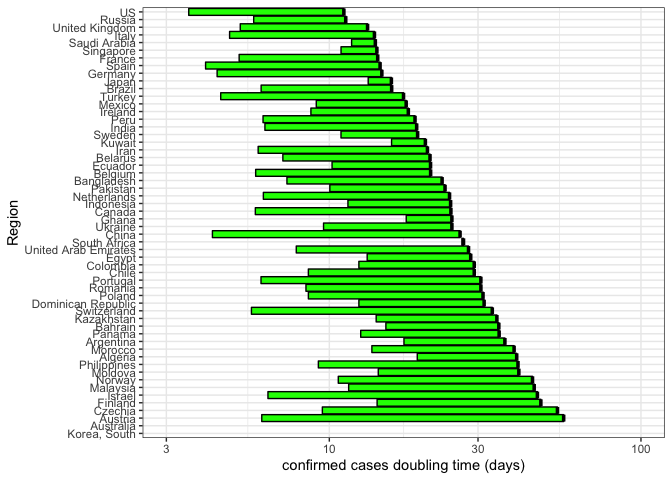 US
Russia
United Kingdom
Italy
Saudi Arabia
Singapore
France
Spain
Germany
Japan
Brazil
Turkey
Mexico
Ireland
Peru
India
Sweden
Kuwait
Iran
Belarus
Ecuador
Belgium
Bangladesh
Pakistan
Netherlands
Indonesia
Canada
Ghana
Ukraine
China
South Africa
United Arab Emirates
Egypt
Colombia
Chile
Portugal
Romania
Poland
Dominican Republic
Switzerland
Kazakhstan
Bahrain
Panama
Argentina
Morocco
Algeria
Philippines
Moldova
Norway
Malaysia
Israel
Finland
Czechia
Austria
Australia
Korea, South
Region
3 10 30 100
confirmed cases doubling time (days)